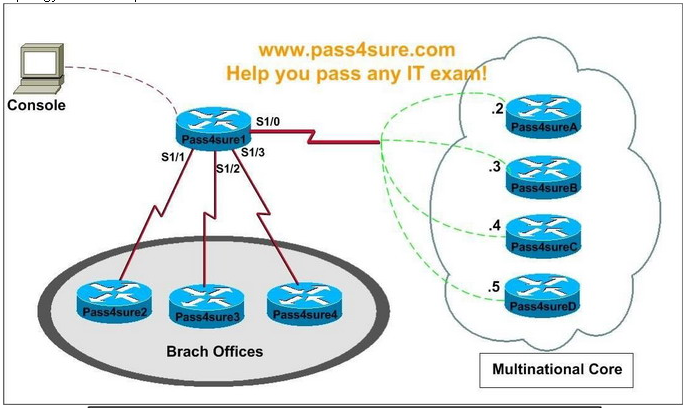 www.pass4sure.com
Help you pass any IT exam!
Console
Pass4sure1
S1/0
S1/1
S1/2
S1/3
.2
Pass4sureA
.3
Pass4sureB
.4
Pass4sureC
.5
Pass4sureD
Pass4sure2
Pass4sure3
Pass4sure4
Brach Offices
Multinational Core